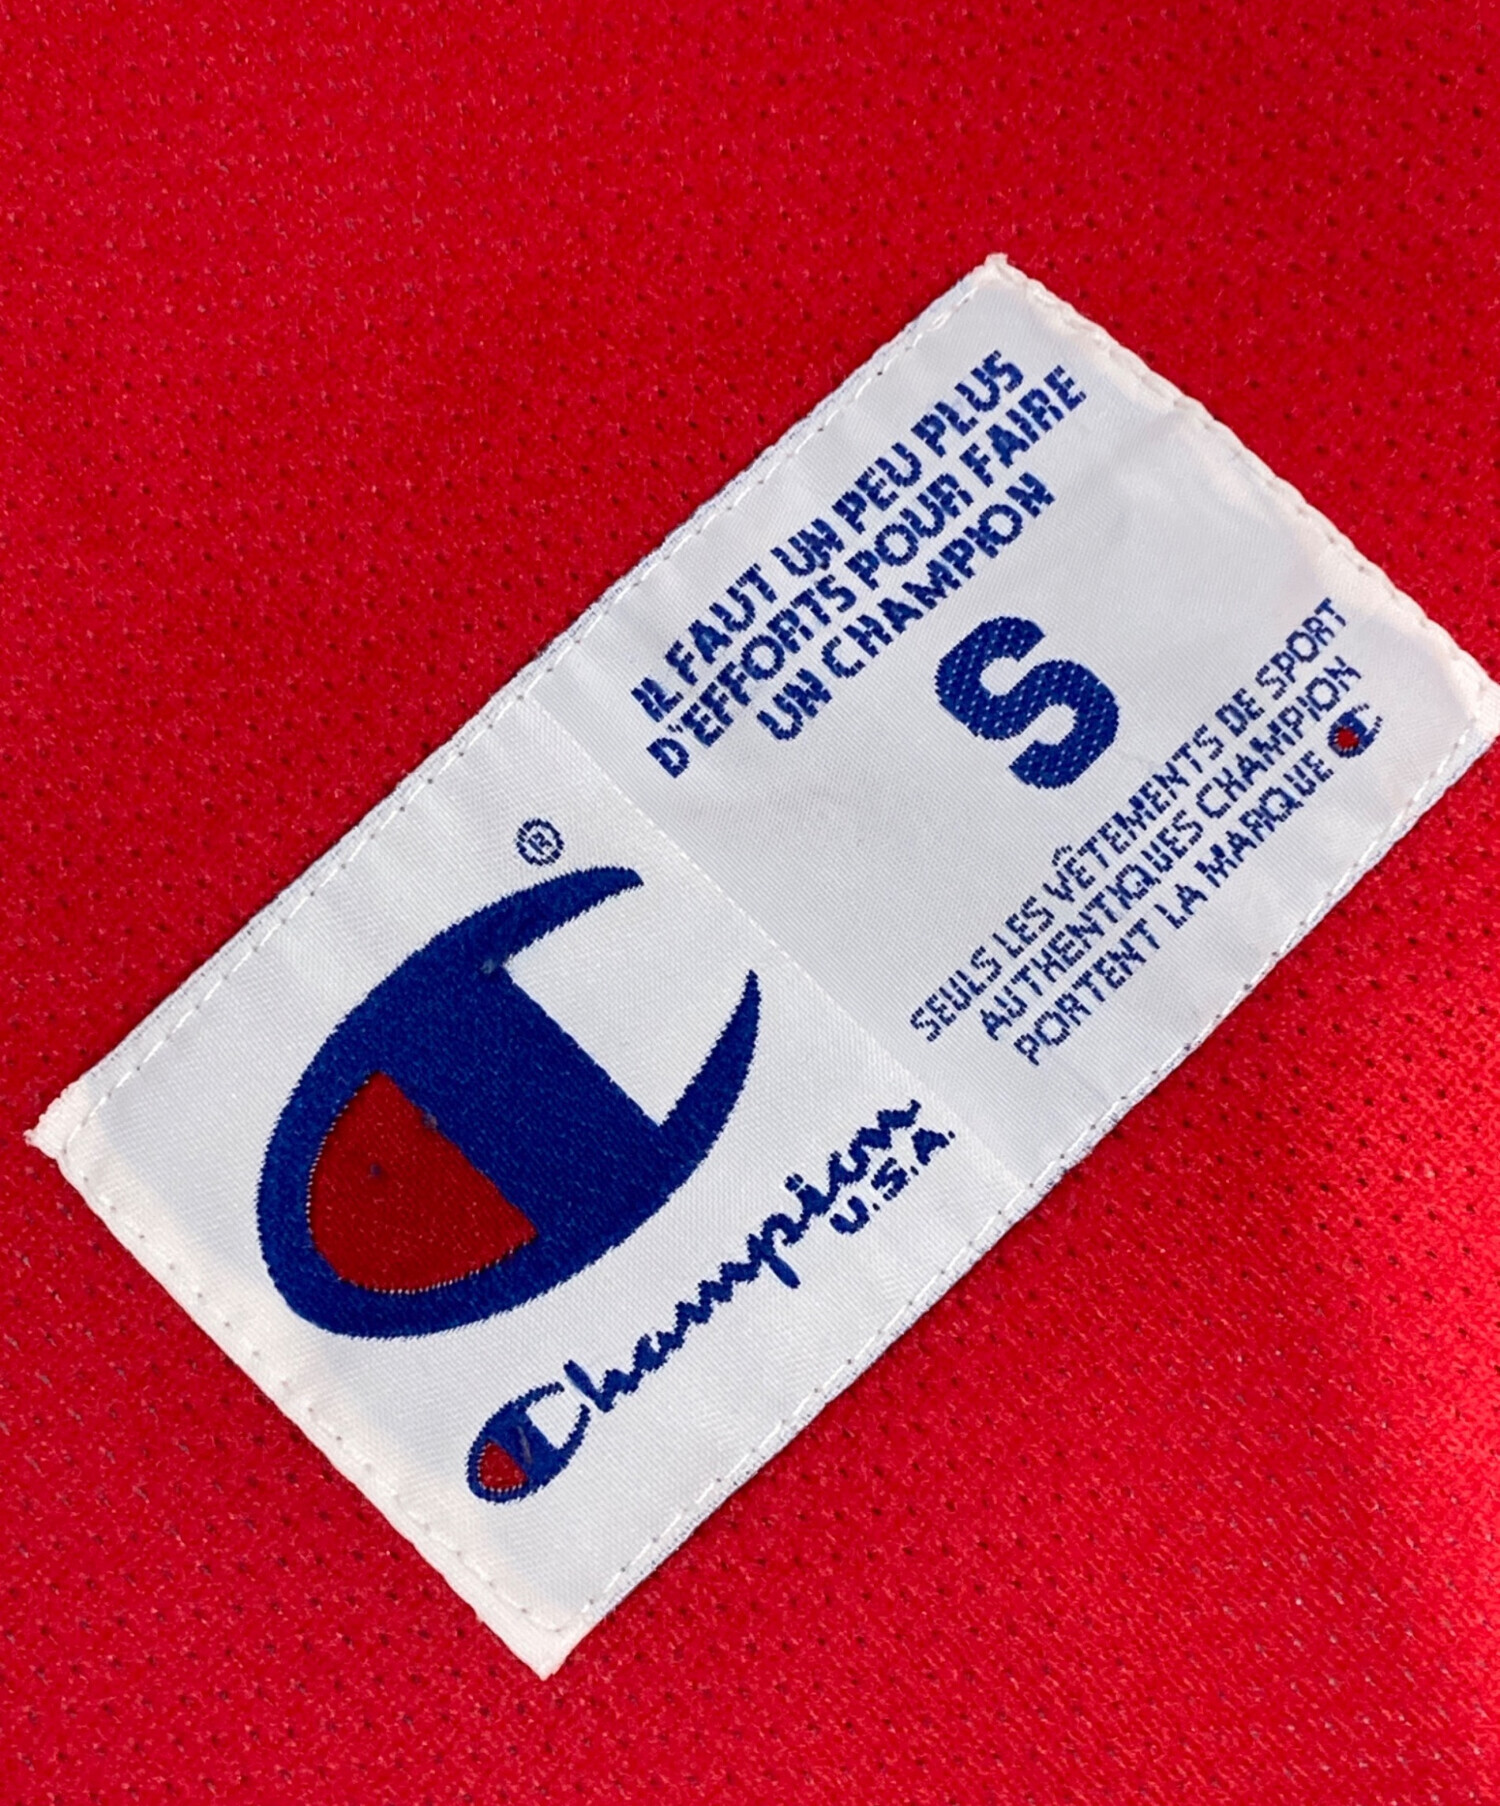 IL FAUT UN PEU PLUS
D'EFFORTS POUR FAIRE
UN CHAMPION
S
SEULS LES VÊTEMENTS DE SPORT
AUTHENTIQUES CHAMPION
PORTENT LA MARQUE C
®
Champion
U.S.A.